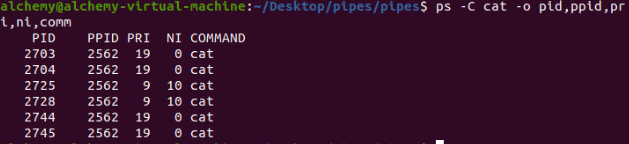 alchemy@alchemy-virtual-machine:~/Desktop/pipes/pipes$ ps -C cat -o pid,ppid,pr
i,ni,comm
PID PPID PRI NI COMMAND
2703 2562 19 0 cat
2704 2562 19 0 cat
2725 2562 9 10 cat
2728 2562 9 10 cat
2744 2562 19 0 cat
2745 2562 19 0 cat